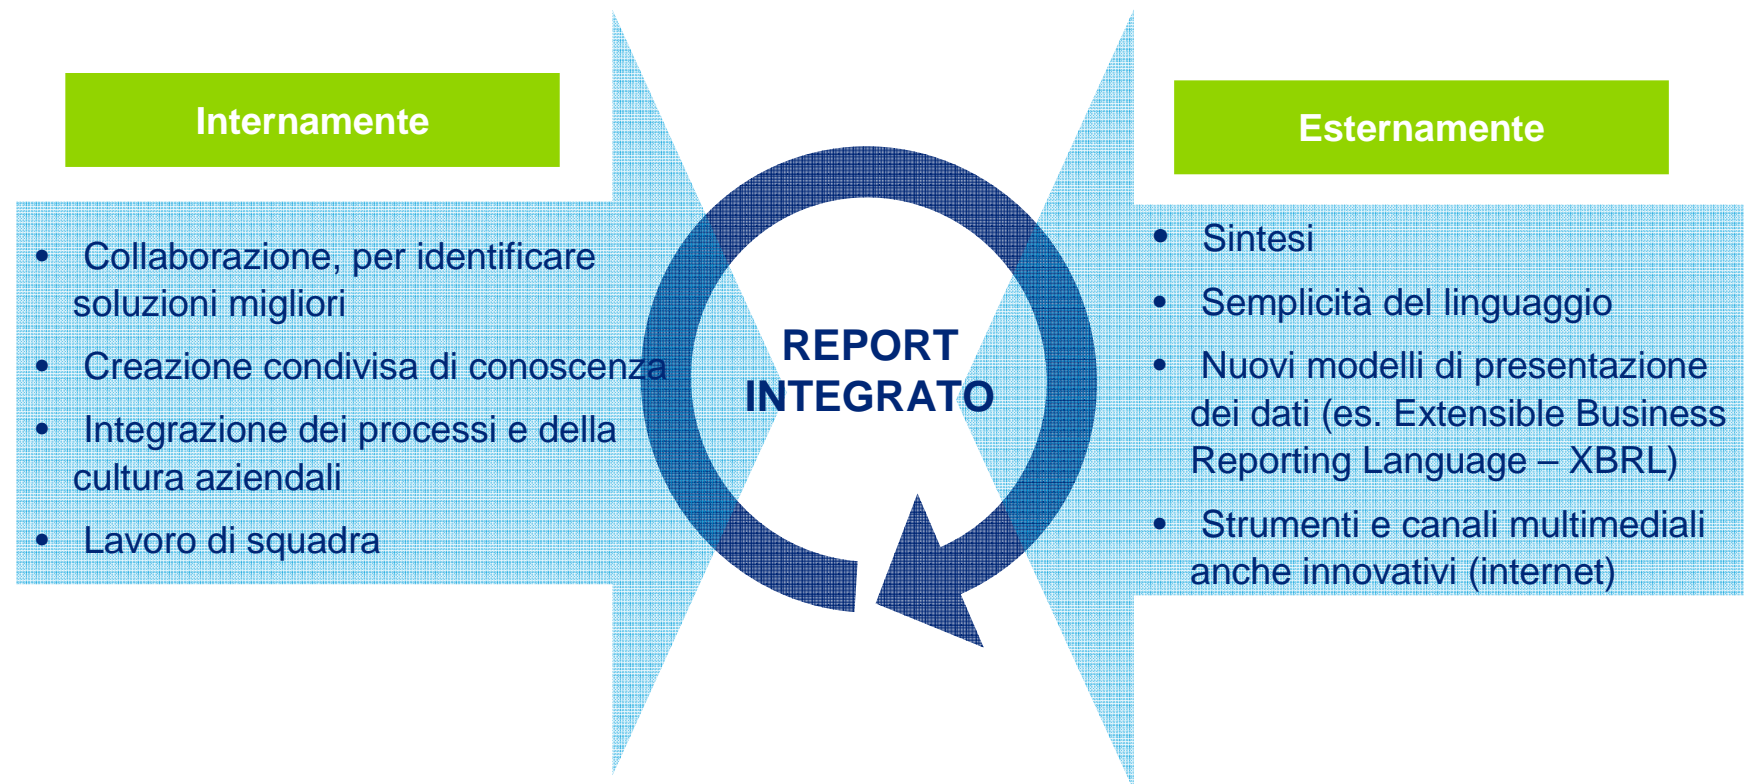 Internamente
• Collaborazione, per identificare
soluzioni migliori
• Creazione condivisa di conoscenza
• Integrazione dei processi e della
cultura aziendali
• Lavoro di squadra
REPORT
INTEGRATO
Esternamente
• Sintesi
• Semplicità del linguaggio
• Nuovi modelli di presentazione
dei dati (es. Extensible Business
Reporting Language – XBRL)
• Strumenti e canali multimediali
anche innovativi (internet)